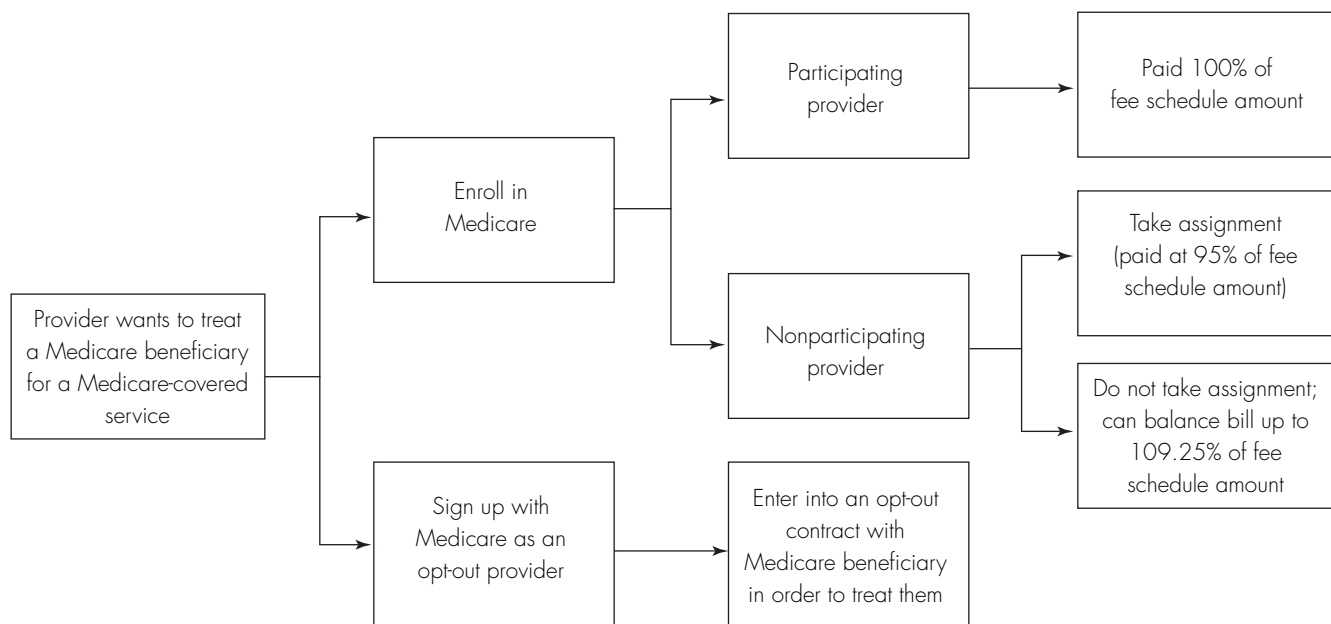 Provider wants to treat
a Medicare beneficiary
for a Medicare-covered
service
Enroll in
Medicare
Sign up with
Medicare as an
opt-out provider
Participating
provider
Nonparticipating
provider
Enter into an opt-out
contract with
Medicare beneficiary
in order to treat them
Paid 100% of
fee schedule amount
Take assignment
(paid at 95% of fee
schedule amount)
Do not take assignment;
can balance bill up to
109.25% of fee
schedule amount